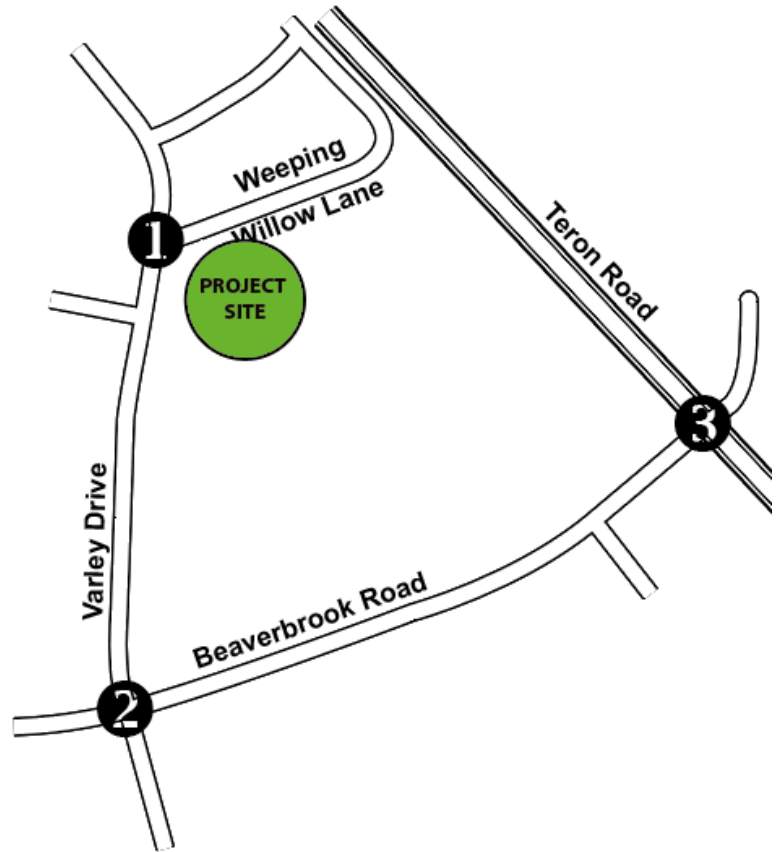 Weeping
Willow Lane
1
PROJECT
SITE
Teron Road
3
Varley Drive
Beaverbrook Road
2